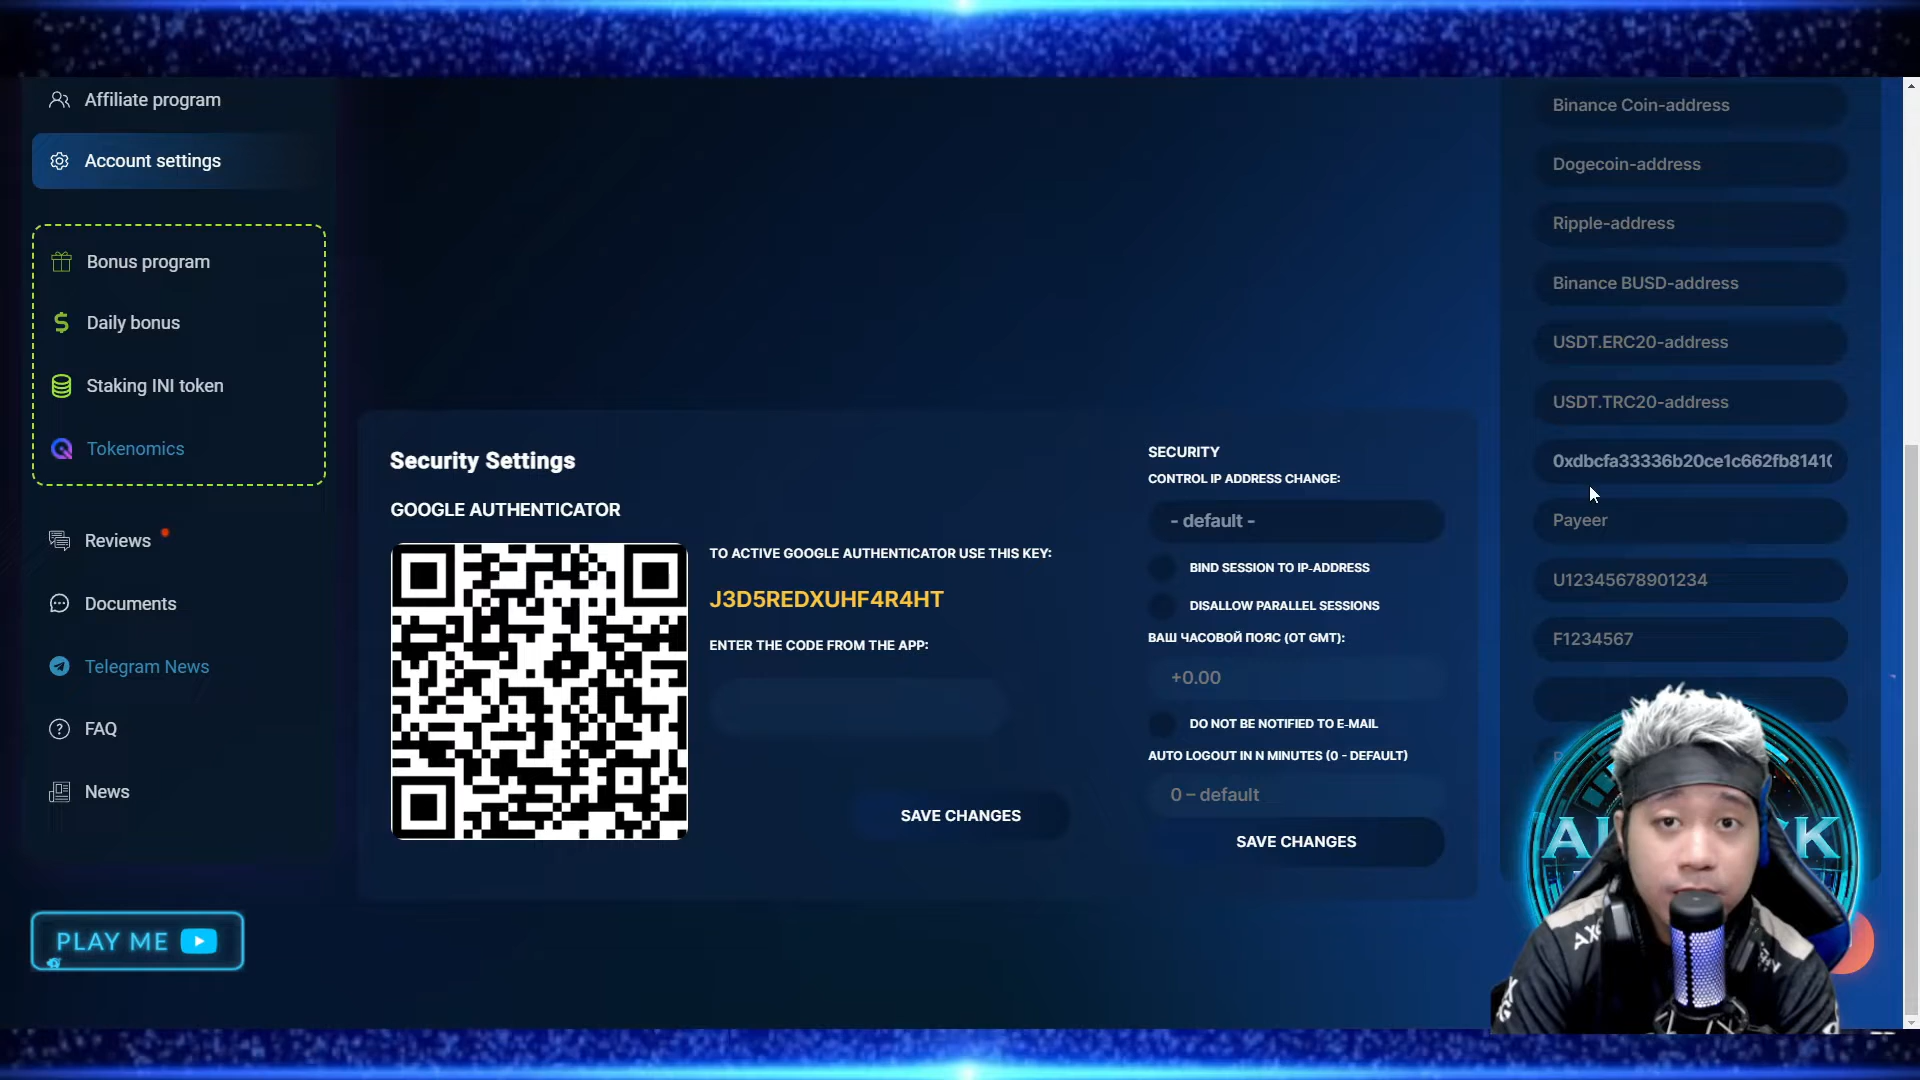 Affiliate program
Account settings
Bonus program
Daily bonus
Staking INI token
Tokenomics
Reviews
Documents
Telegram News
FAQ
News
PLAY ME
Security Settings
GOOGLE AUTHENTICATOR
TO ACTIVE GOOGLE AUTHENTICATOR USE THIS KEY:
J3D5REDXUHF4R4HT
ENTER THE CODE FROM THE APP:
SAVE CHANGES
SECURITY
CONTROL IP ADDRESS CHANGE:
- default -
BIND SESSION TO IP-ADDRESS
DISALLOW PARALLEL SESSIONS
ВАШ ЧАСОВОЙ ПОЯС (ОТ GMT):
+0.00
DO NOT BE NOTIFIED TO E-MAIL
AUTO LOGOUT IN N MINUTES (0 - DEFAULT)
0 – default
SAVE CHANGES
Binance Coin-address
Dogecoin-address
Ripple-address
Binance BUSD-address
USDT.ERC20-address
USDT.TRC20-address
0xdbcfa33336b20ce1c662fb8141
Payeer
U12345678901234
F1234567